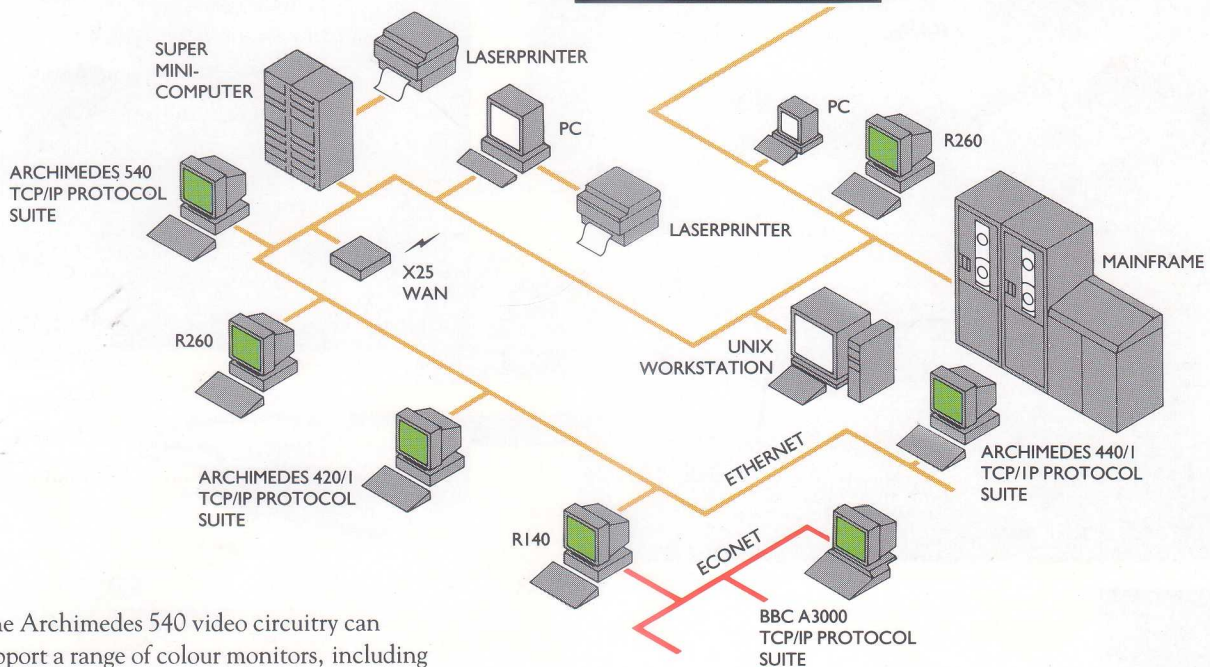 SUPER
MINI-
COMPUTER
LASERPRINTER
PC
PC
R260
ARCHIMEDES 540
TCP/IP PROTOCOL
SUITE
LASERPRINTER
X25
WAN
MAINFRAME
R260
UNIX
WORKSTATION
ARCHIMEDES 420/1
TCP/IP PROTOCOL
SUITE
ETHERNET
ARCHIMEDES 440/1
TCP/IP PROTOCOL
SUITE
R140
ECONET
BBC A3000
TCP/IP PROTOCOL
SUITE
Archimedes 540 video circuitry can
a range of colour monitors, including